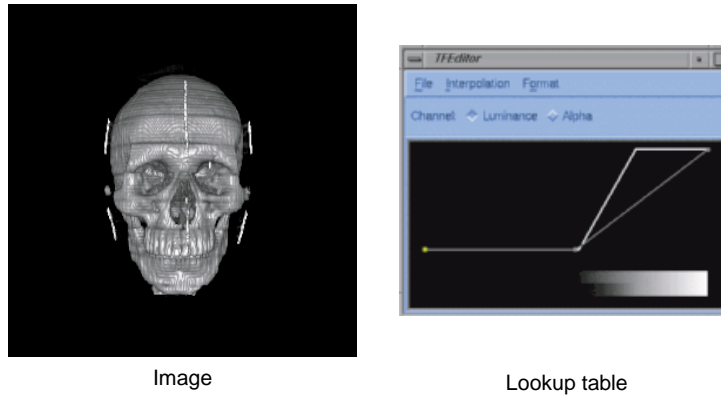 TFEditor
File Interpolation Format
Channel: Luminance Alpha
Image
Lookup table